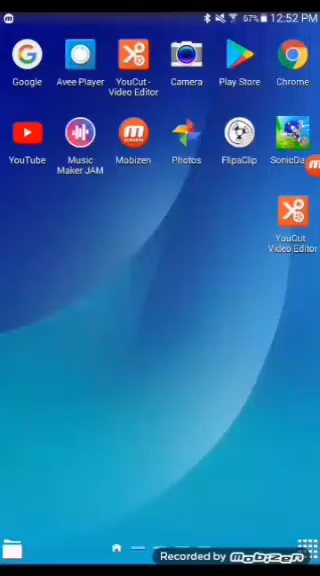 67% 12:52 PM
Google
Avee Player
YouCut -
Video Editor
Camera
Play Store
Chrome
YouTube
Music
Maker JAM
Mobizen
Photos
FlipaClip
SonicDa
YouCut
Video Editor
Recorded by Mobizen